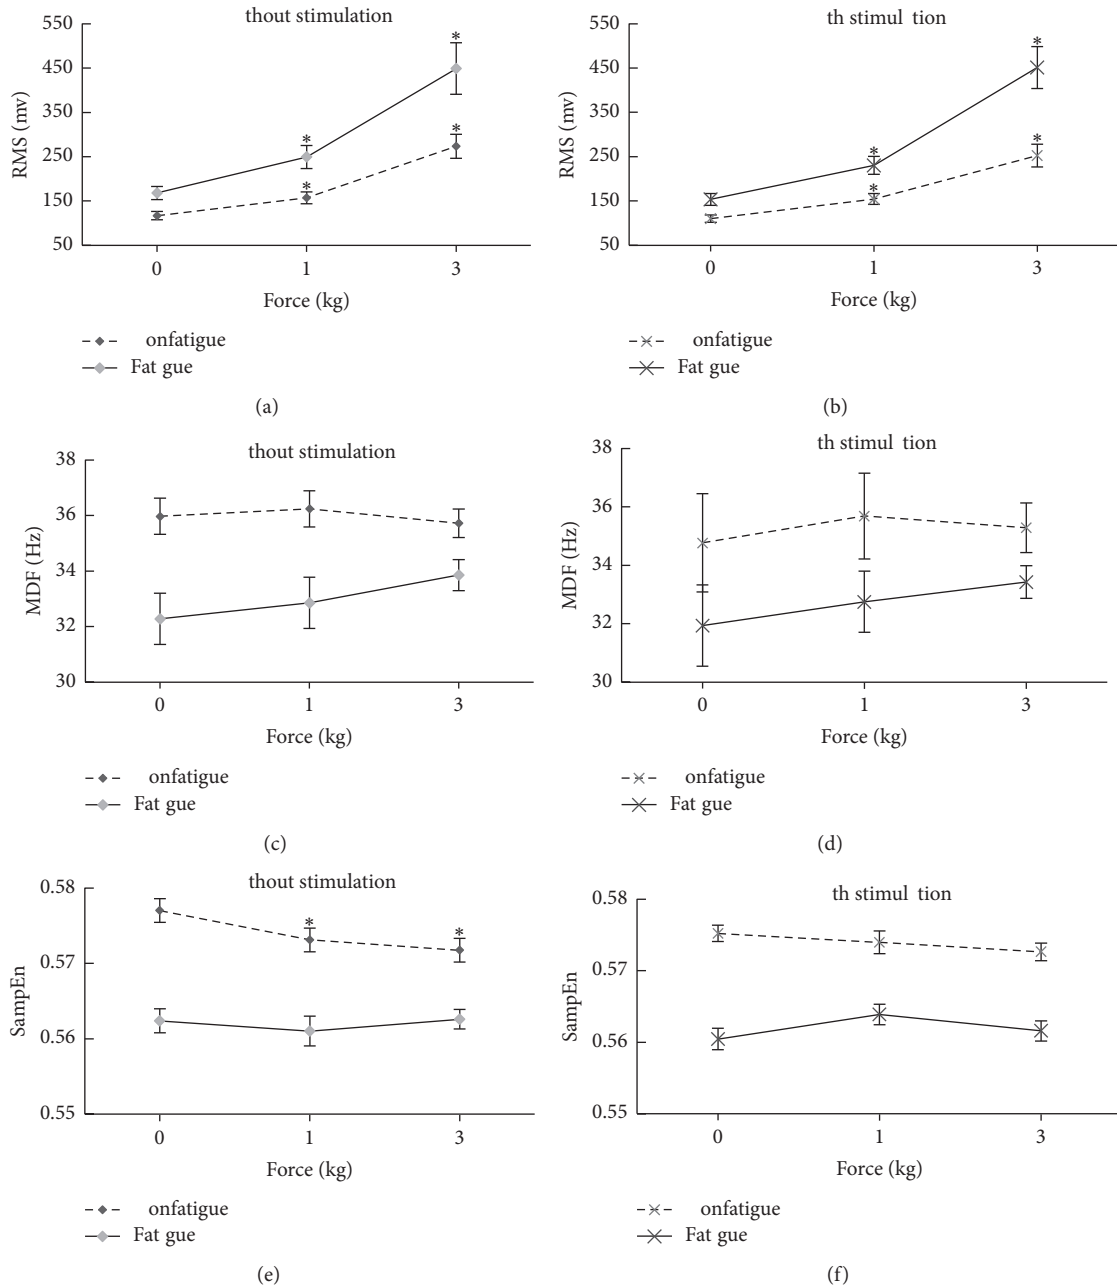 thout stimulation
550
450
350
250
150
50
RMS (mv)
*
*
*
*
0 1 3
Force (kg)
onfatigue
Fat gue
(a)
th stimul tion
550
450
350
250
150
50
RMS (mv)
*
*
*
*
0 1 3
Force (kg)
onfatigue
Fat gue
(b)
thout stimulation
38
36
34
32
30
MDF (Hz)
0 1 3
Force (kg)
onfatigue
Fat gue
(c)
th stimul tion
38
36
34
32
30
MDF (Hz)
0 1 3
Force (kg)
onfatigue
Fat gue
(d)
thout stimulation
0.58
0.57
0.56
0.55
SampEn
*
*
0 1 3
Force (kg)
onfatigue
Fat gue
(e)
th stimul tion
0.58
0.57
0.56
0.55
SampEn
0 1 3
Force (kg)
onfatigue
Fat gue
(f)